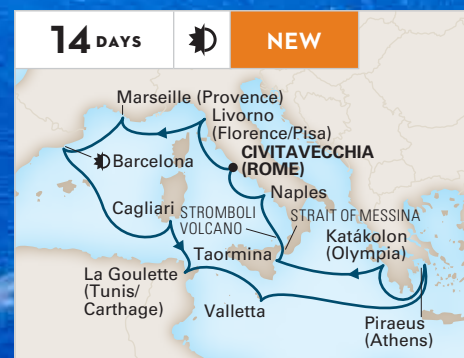 14 DAYS
NEW
Marseille (Provence)
Livorno
(Florence/Pisa)
CIVITAVECCHIA
(ROME)
Barcelona
Naples
Cagliari
STROMBOLI
VOLCANO
STRAIT OF MESSINA
Katákolon
(Olympia)
Taormina
La Goulette
(Tunis/
Carthage)
Valletta
Piraeus
(Athens)